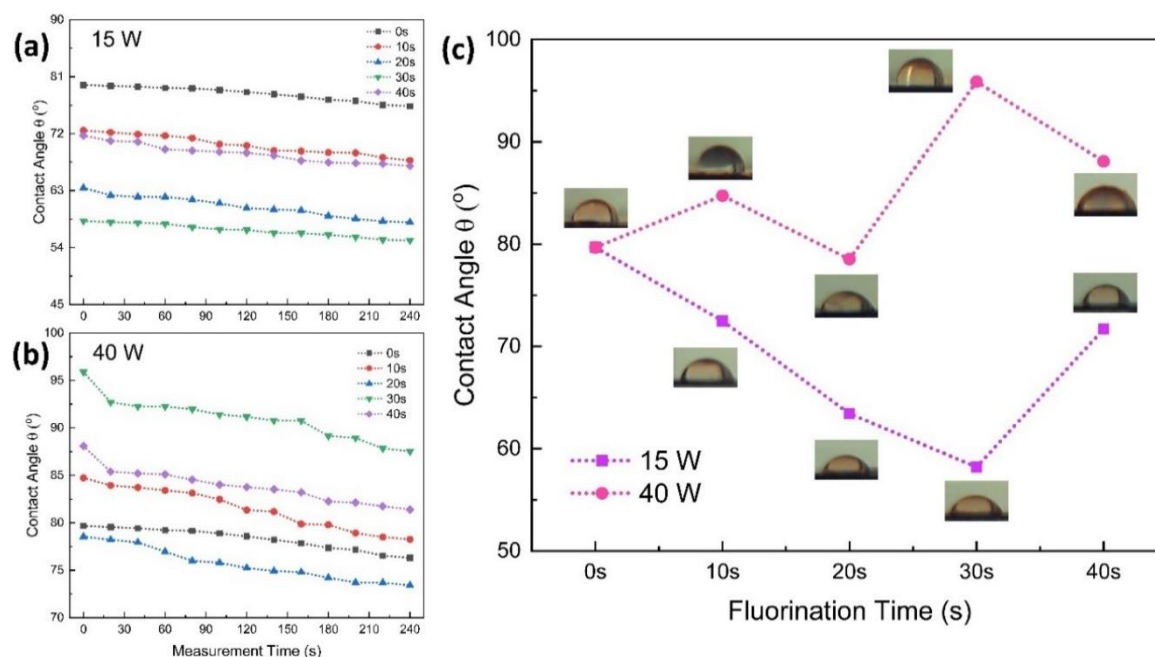 (a)
15 W
0s
10s
20s
30s
40s
Contact Angle θ (°)
90
81
72
63
54
45
0 30 60 90 120 150 180 210 240
(b)
40 W
0s
10s
20s
30s
40s
Contact Angle θ (°)
100
95
90
85
80
75
70
0 30 60 90 120 150 180 210 240
Measurement Time (s)
(c)
Contact Angle θ (°)
100
90
80
70
60
50
15 W
40 W
0s 10s 20s 30s 40s
Fluorination Time (s)